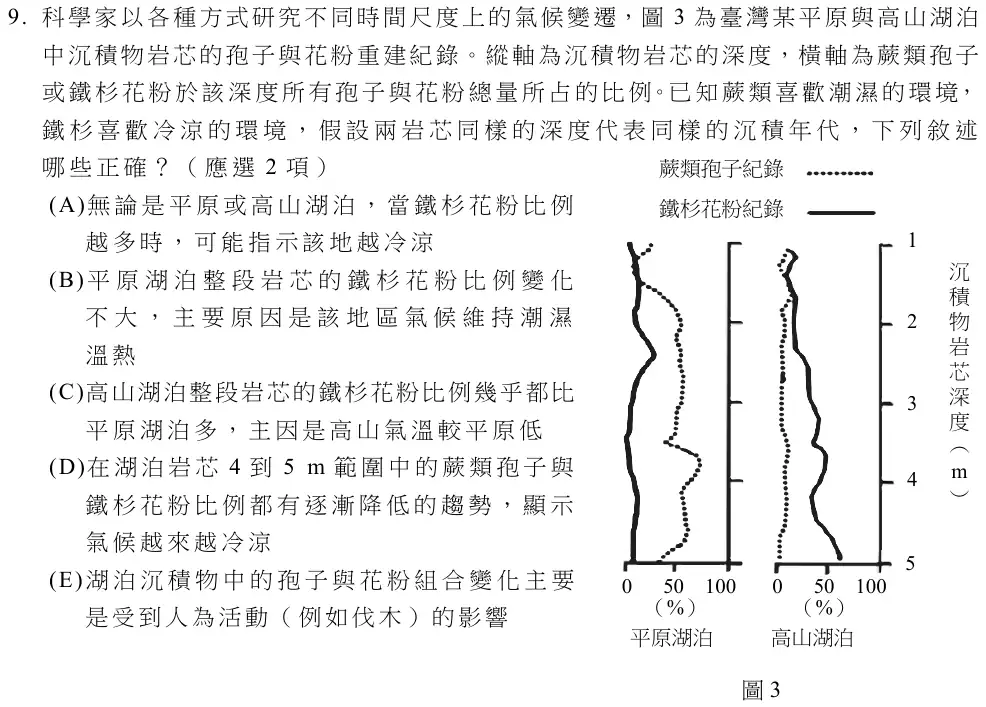 9. 科學家以各種方式研究不同時間尺度上的氣候變遷，圖 3 為臺灣某平原與高山湖泊
中沉積物岩芯的孢子與花粉重建紀錄。縱軸為沉積物岩芯的深度，橫軸為蕨類孢子
或鐵杉花粉於該深度所有孢子與花粉總量所占的比例。已知蕨類喜歡潮濕的環境，
鐵杉喜歡冷涼的環境，假設兩岩芯同樣的深度代表同樣的沉積年代，下列敘述
哪些正確？（應選 2 項）
(A)無論是平原或高山湖泊，當鐵杉花粉比例
越多時，可能指示該地越冷涼
(B)平原湖泊整段岩芯的鐵杉花粉比例變化
不大，主要原因是該地區氣候維持潮濕
溫熱
(C)高山湖泊整段岩芯的鐵杉花粉比例幾乎都比
平原湖泊多，主因是高山氣溫較平原低
(D)在湖泊岩芯 4 到 5 m 範圍中的蕨類孢子與
鐵杉花粉比例都有逐漸降低的趨勢，顯示
氣候越來越冷涼
(E)湖泊沉積物中的孢子與花粉組合變化主要
是受到人為活動（例如伐木）的影響
蕨類孢子紀錄
鐵杉花粉紀錄
1
2
3
4
5
沉積物岩芯深度（m）
0 50 100
（%）
平原湖泊
0 50 100
（%）
高山湖泊
圖 3